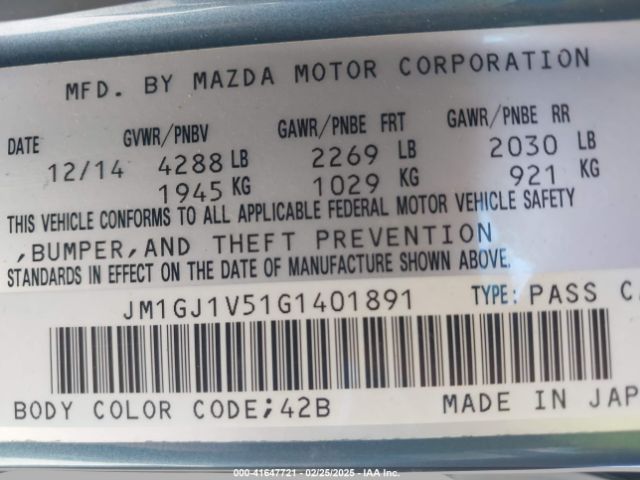 MFD. BY MAZDA MOTOR CORPORATION
DATE GVWR/PNBV GAWR/PNBE FRT GAWR/PNBE RR
12/14 4288 LB 2269 LB 2030 LB
1945 KG 1029 KG 921 KG
THIS VEHICLE CONFORMS TO ALL APPLICABLE FEDERAL MOTOR VEHICLE SAFETY
,BUMPER,AND THEFT PREVENTION
STANDARDS IN EFFECT ON THE DATE OF MANUFACTURE SHOWN ABOVE.
JM1GJ1V51G1401891 TYPE: PASS CA
BODY COLOR CODE;42B MADE IN JAP
000-41647721 - 02/25/2025 - IAA Inc.